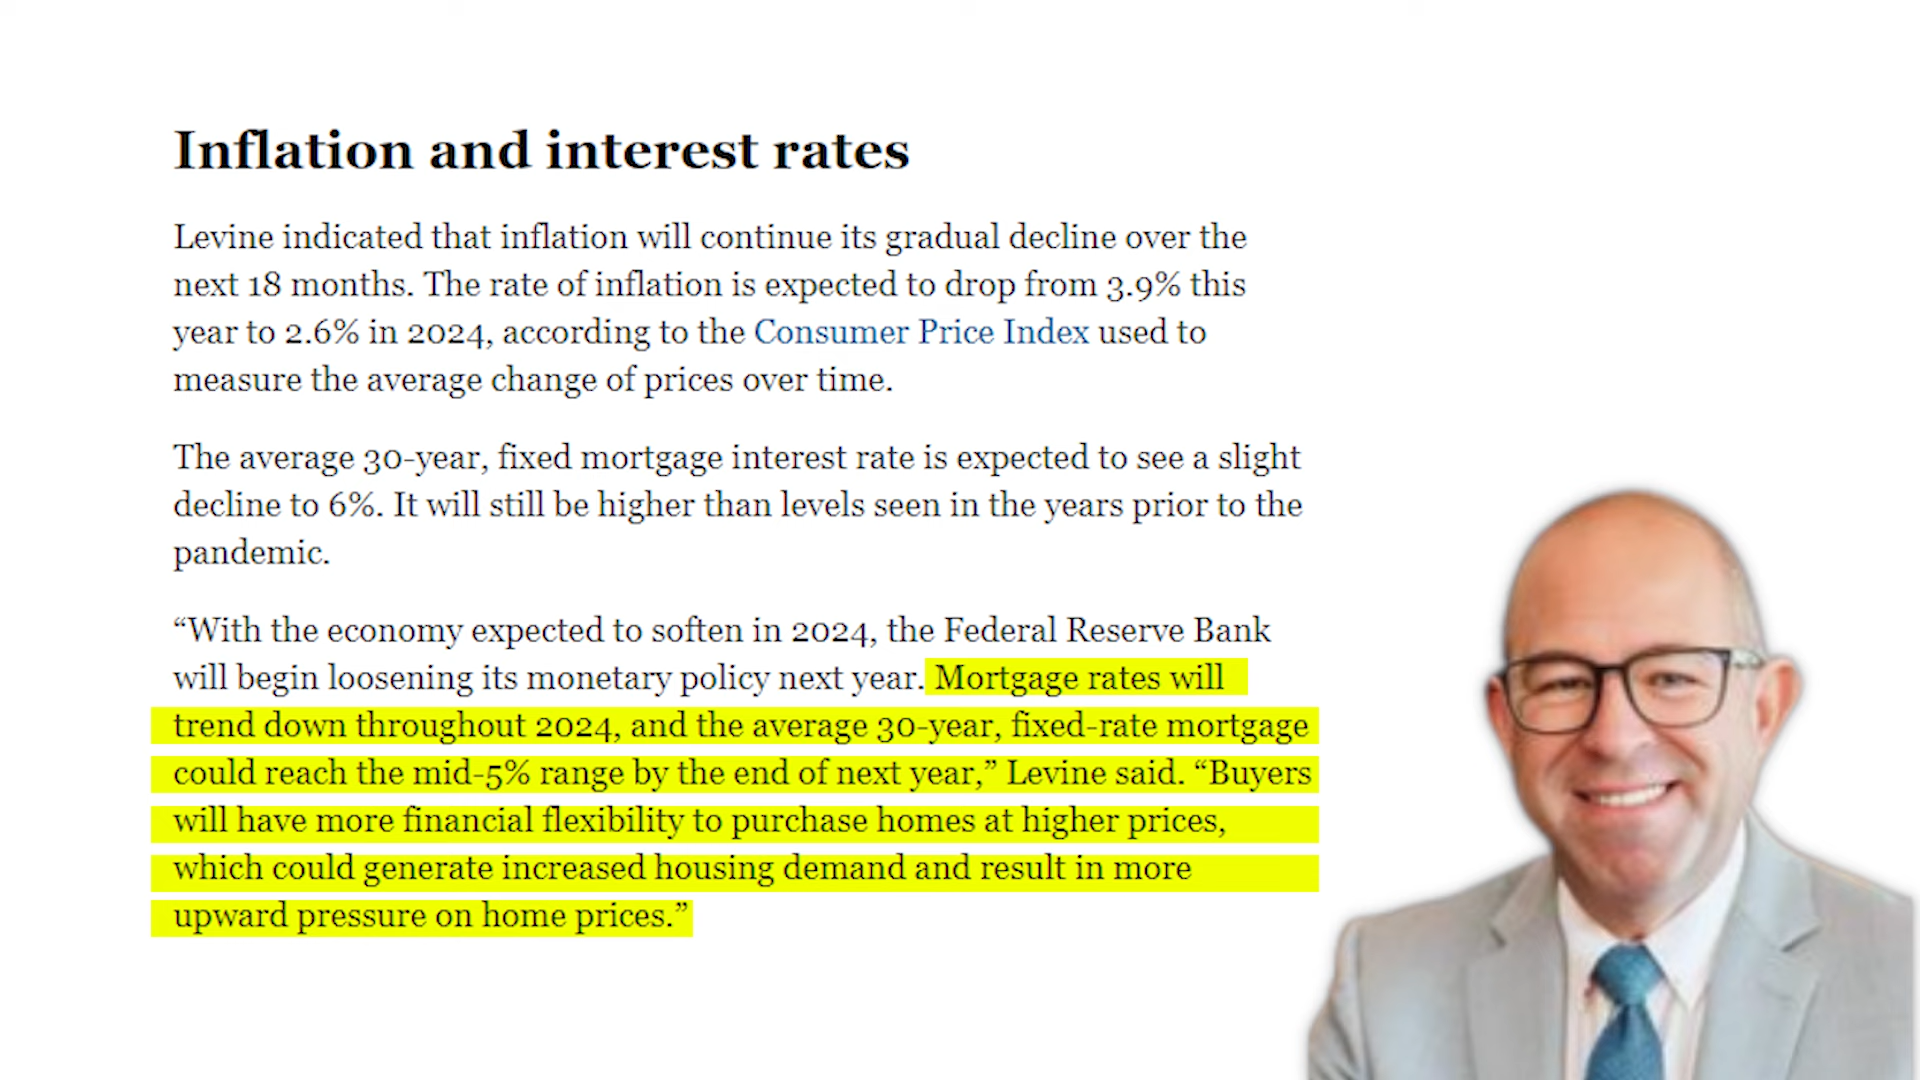 Inflation and interest rates
Levine indicated that inflation will continue its gradual decline over the
next 18 months. The rate of inflation is expected to drop from 3.9% this
year to 2.6% in 2024, according to the Consumer Price Index used to
measure the average change of prices over time.
The average 30-year, fixed mortgage interest rate is expected to see a slight
decline to 6%. It will still be higher than levels seen in the years prior to the
pandemic.
“With the economy expected to soften in 2024, the Federal Reserve Bank
will begin loosening its monetary policy next year. Mortgage rates will
trend down throughout 2024, and the average 30-year, fixed-rate mortgage
could reach the mid-5% range by the end of next year,” Levine said. “Buyers
will have more financial flexibility to purchase homes at higher prices,
which could generate increased housing demand and result in more
upward pressure on home prices.”